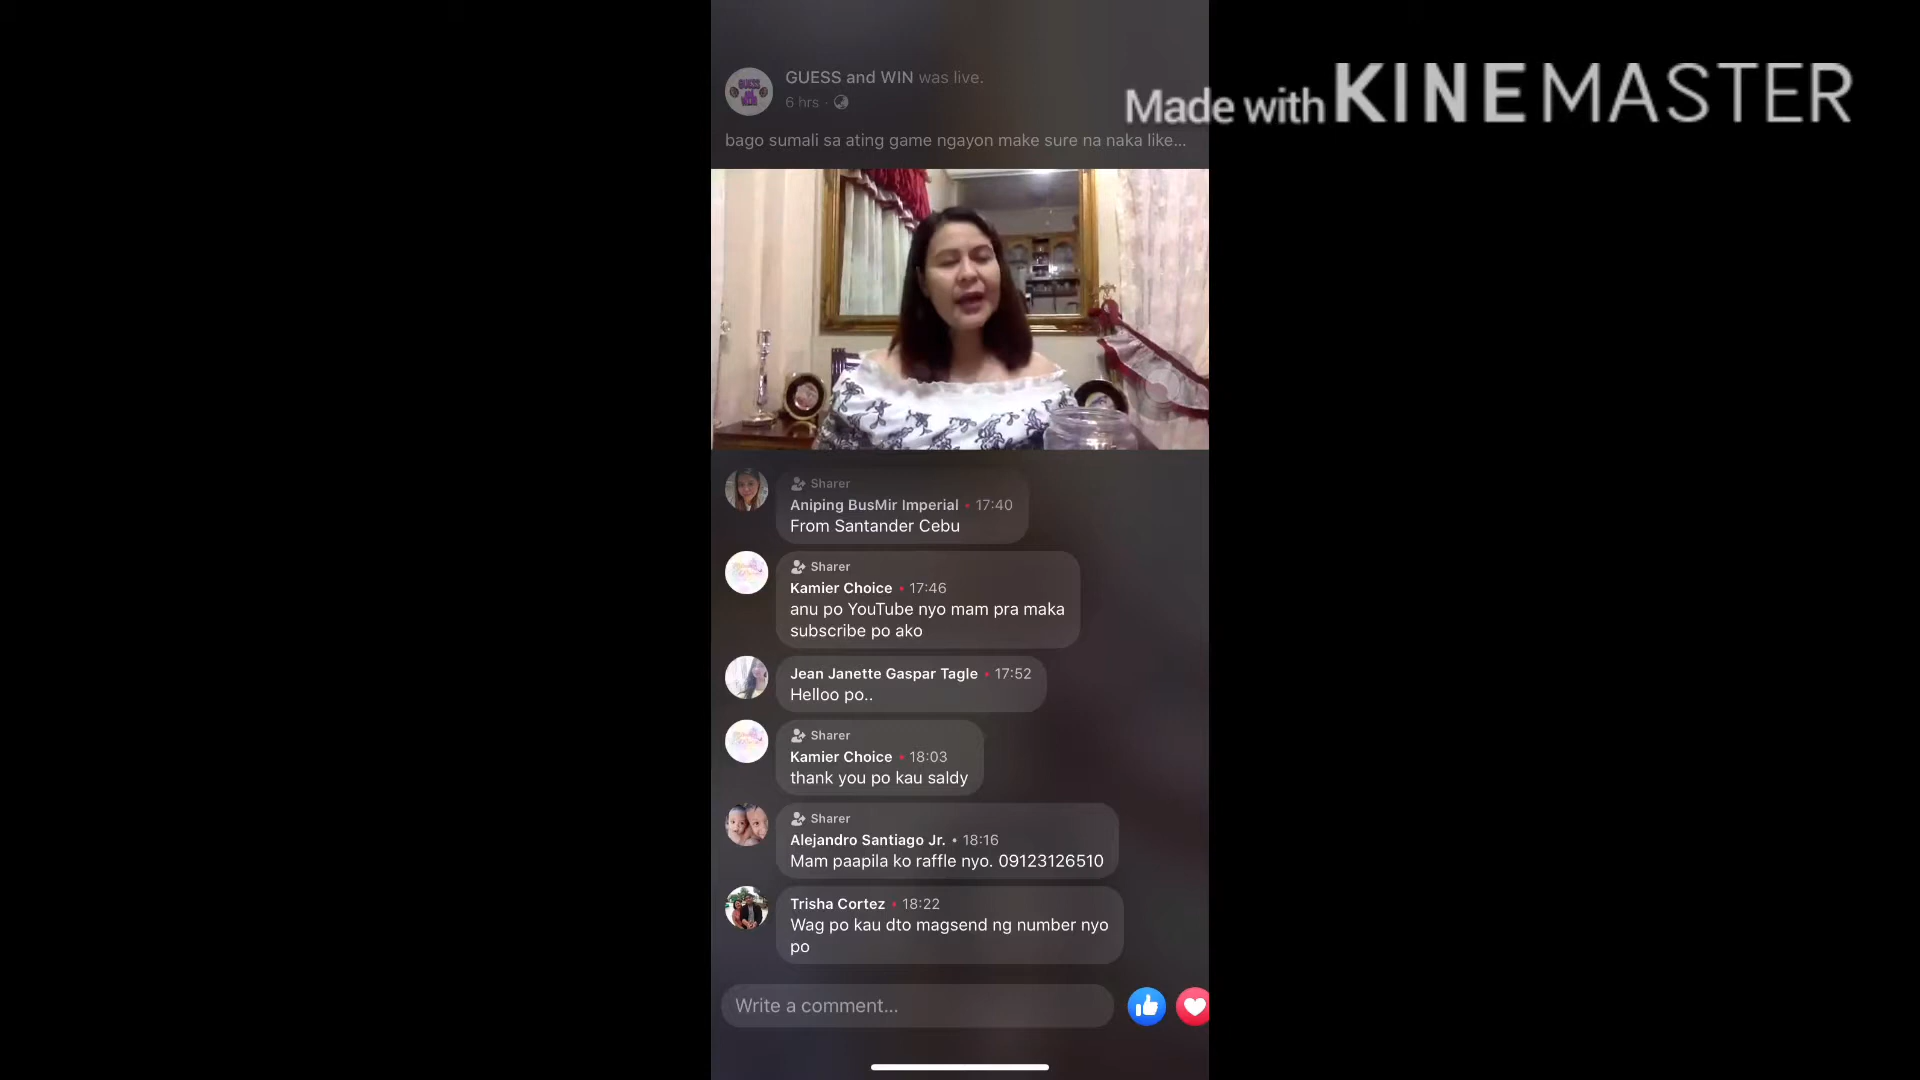 GUESS and WIN was live.
6 hrs ·
Made with KINEMASTER
bago sumali sa ating game ngayon make sure na naka like...
Sharer
Aniping BusMir Imperial • 17:40
From Santander Cebu
Sharer
Kamier Choice • 17:46
anu po YouTube nyo mam pra maka
subscribe po ako
Jean Janette Gaspar Tagle • 17:52
Helloo po..
Sharer
Kamier Choice • 18:03
thank you po kau saldy
Sharer
Alejandro Santiago Jr. • 18:16
Mam paapila ko raffle nyo. 09123126510
Trisha Cortez • 18:22
Wag po kau dto magsend ng number nyo
po
Write a comment...